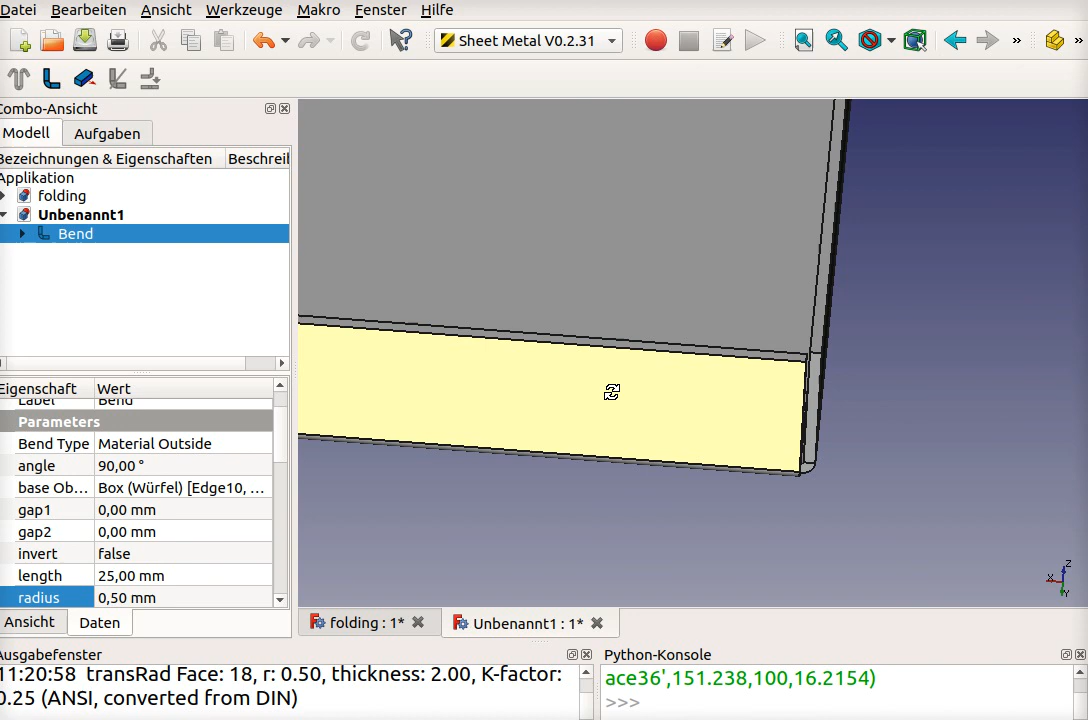 Datei Bearbeiten Ansicht Werkzeuge Makro Fenster Hilfe
Sheet Metal V0.2.31
»
»
Combo-Ansicht
Modell Aufgaben
Bezeichnungen & Eigenschaften Beschrei
Applikation
folding
Unbenannt1
Bend
Eigenschaft Wert
Label Bend
Parameters
Bend Type Material Outside
angle 90,00 °
base Ob... Box (Würfel) [Edge10, ...
gap1 0,00 mm
gap2 0,00 mm
invert false
length 25,00 mm
radius 0,50 mm
Z
X
Y
Ansicht Daten
folding : 1* Unbenannt1 : 1*
Ausgabefenster
11:20:58 transRad Face: 18, r: 0.50, thickness: 2.00, K-factor:
0.25 (ANSI, converted from DIN)
Python-Konsole
ace36',151.238,100,16.2154)
>>>